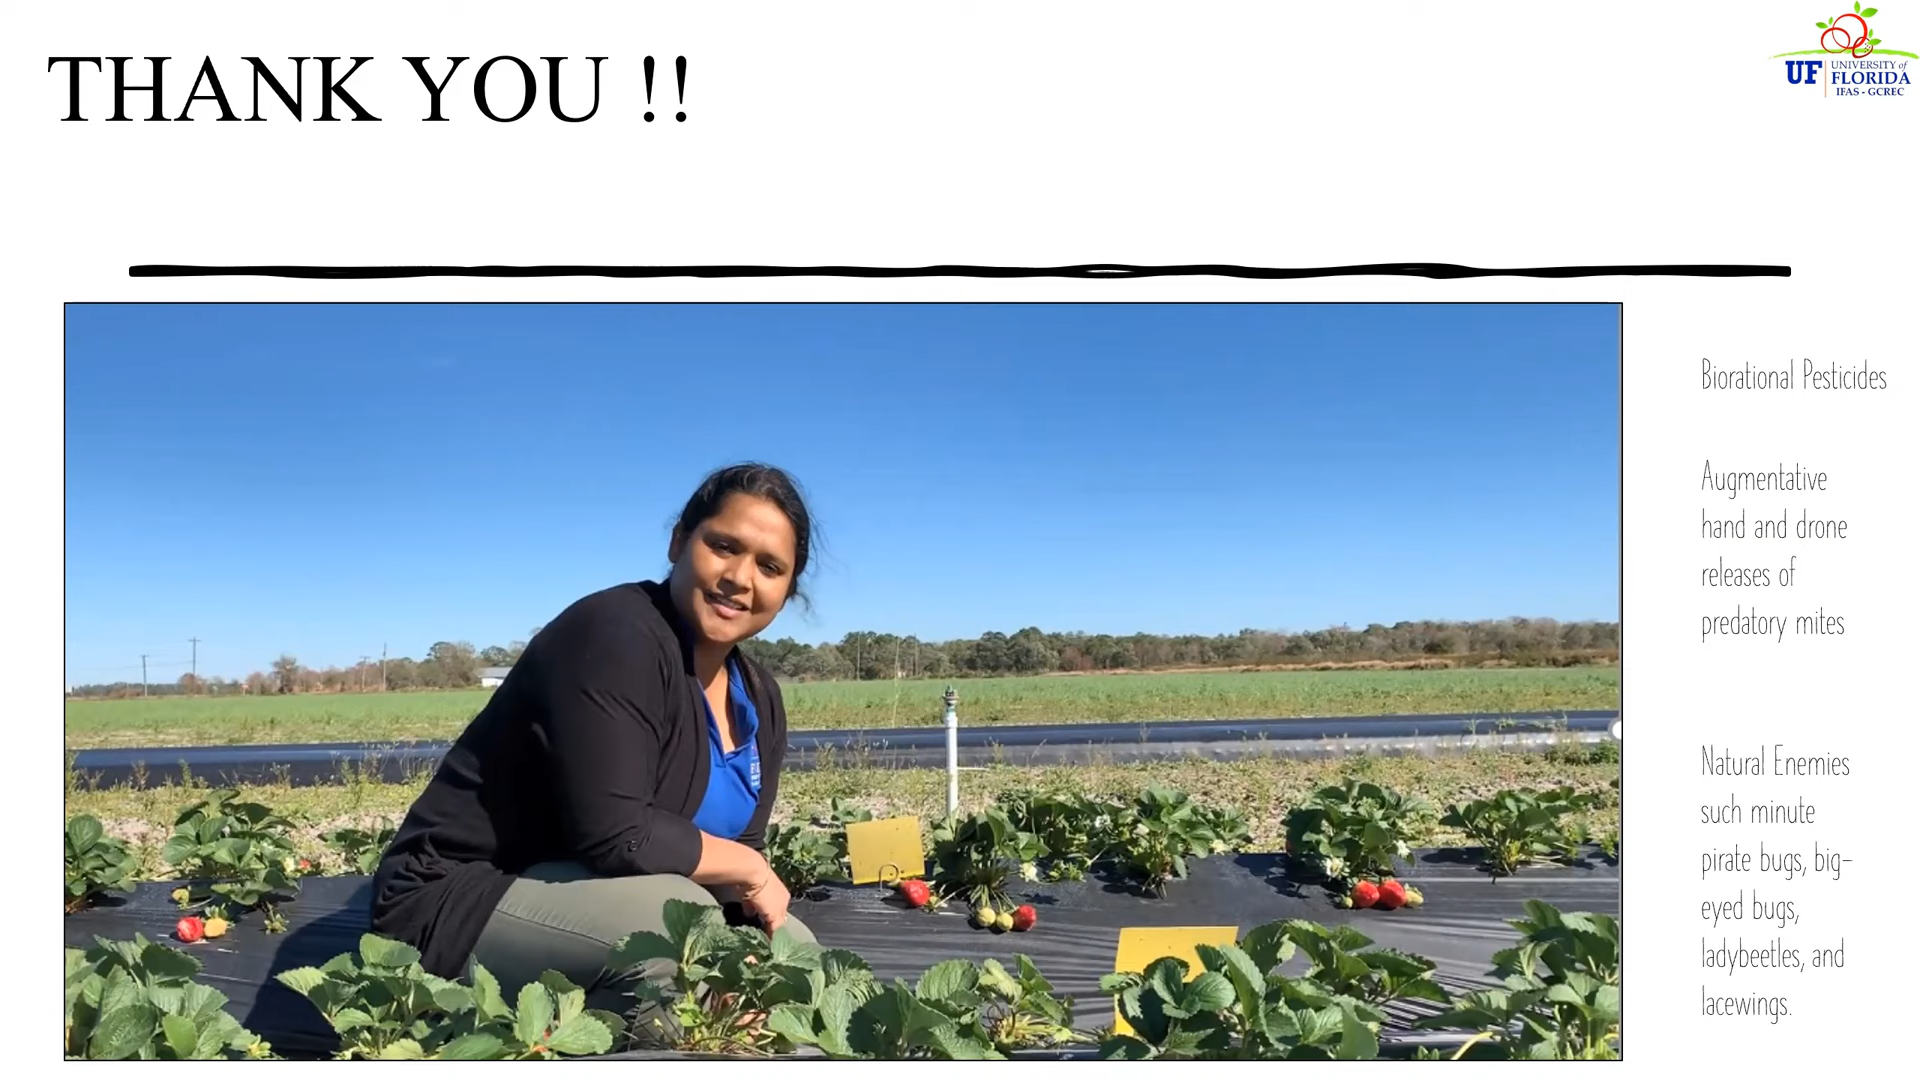 THANK YOU !!
UF UNIVERSITY of
FLORIDA
IFAS - GCREC
Biorational Pesticides
Augmentative
hand and drone
releases of
predatory mites
Natural Enemies
such minute
pirate bugs, big-
eyed bugs,
ladybeetles, and
lacewings.